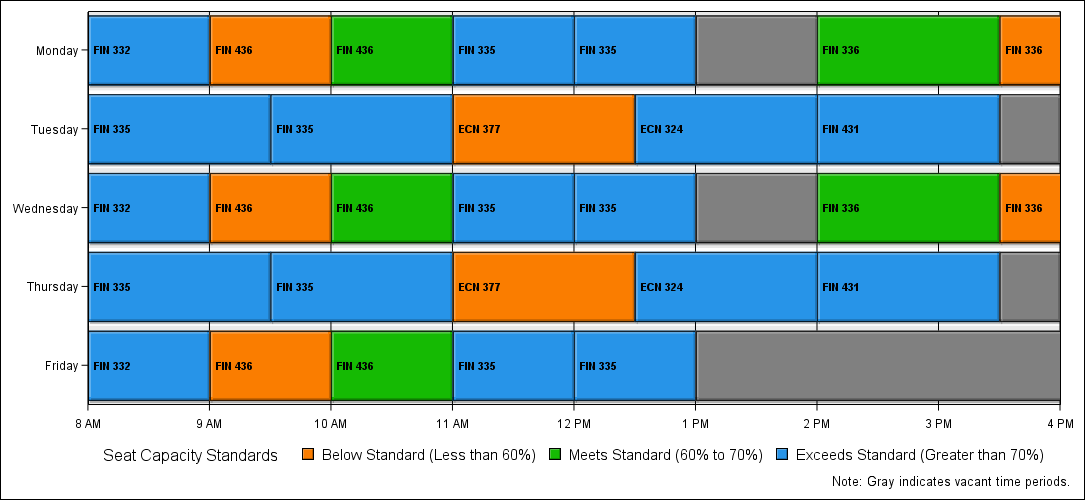 Monday FIN 332 FIN 436 FIN 436 FIN 335 FIN 335 FIN 336 FIN 336
Tuesday FIN 335 FIN 335 ECN 377 ECN 324 FIN 431
Wednesday FIN 332 FIN 436 FIN 436 FIN 335 FIN 335 FIN 336 FIN 336
Thursday FIN 335 FIN 335 ECN 377 ECN 324 FIN 431
Friday FIN 332 FIN 436 FIN 436 FIN 335 FIN 335
8 AM 9 AM 10 AM 11 AM 12 PM 1 PM 2 PM 3 PM 4 PM
Seat Capacity Standards Below Standard (Less than 60%) Meets Standard (60% to 70%) Exceeds Standard (Greater than 70%)
Note: Gray indicates vacant time periods.